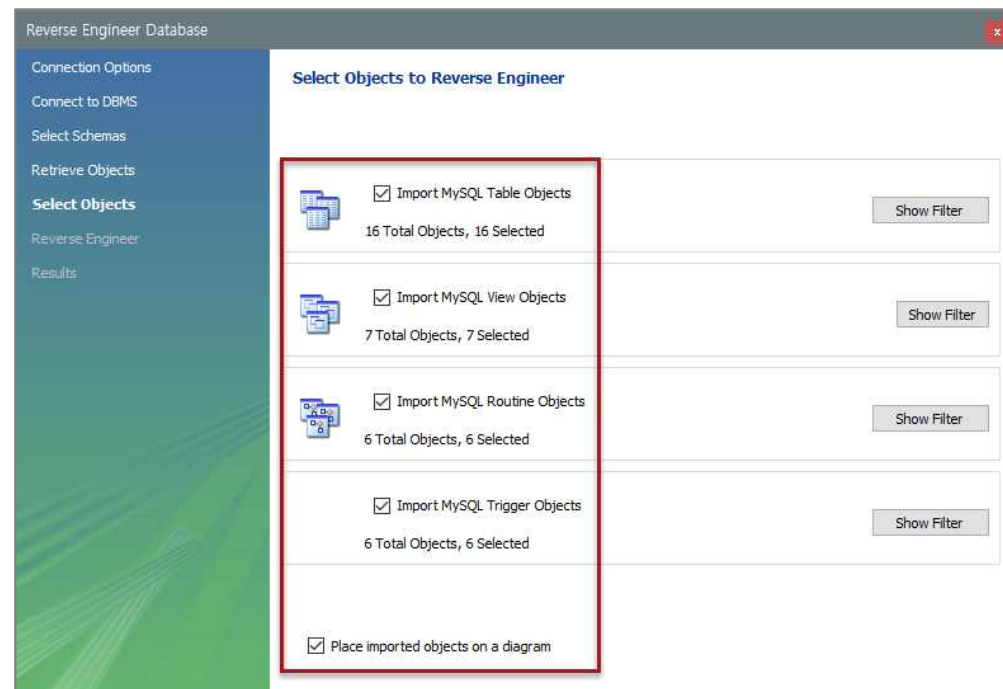 Reverse Engineer Database
x
Connection Options
Connect to DBMS
Select Schemas
Retrieve Objects
Select Objects
Reverse Engineer
Results
Select Objects to Reverse Engineer
Import MySQL Table Objects
16 Total Objects, 16 Selected
Show Filter
Import MySQL View Objects
7 Total Objects, 7 Selected
Show Filter
Import MySQL Routine Objects
6 Total Objects, 6 Selected
Show Filter
Import MySQL Trigger Objects
6 Total Objects, 6 Selected
Show Filter
Place imported objects on a diagram